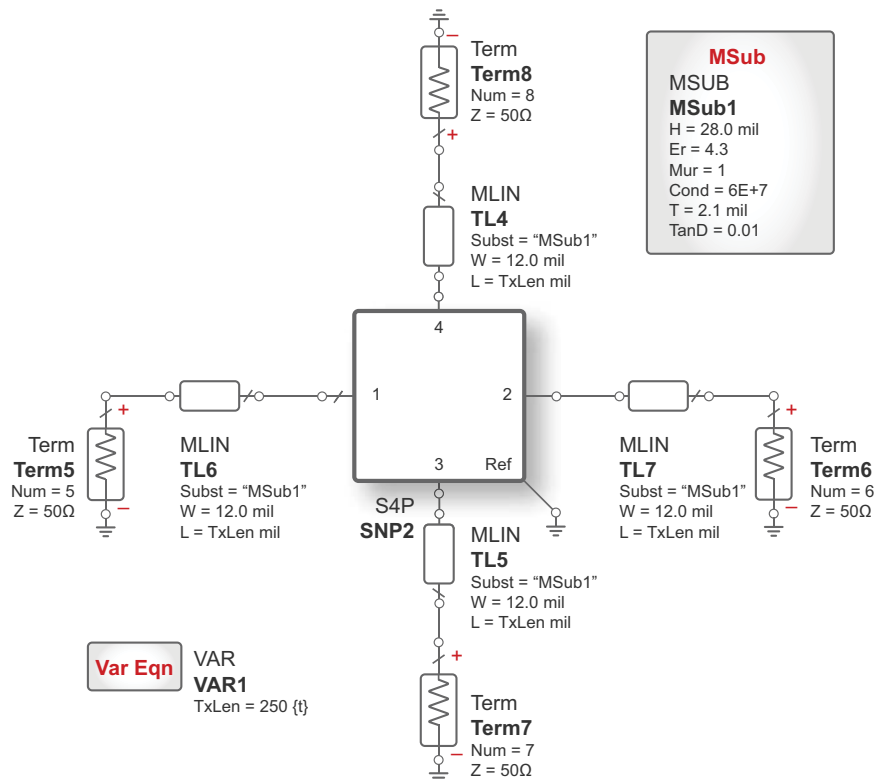 Term
Term8
Num = 8
Z = 50Ω
−
+
MSub
MSUB
MSub1
H = 28.0 mil
Er = 4.3
Mur = 1
Cond = 6E+7
T = 2.1 mil
TanD = 0.01
MLIN
TL4
Subst = “MSub1”
W = 12.0 mil
L = TxLen mil
4
1
2
3
Ref
S4P
SNP2
+
−
Term
Term5
Num = 5
Z = 50Ω
MLIN
TL6
Subst = “MSub1”
W = 12.0 mil
L = TxLen mil
MLIN
TL7
Subst = “MSub1”
W = 12.0 mil
L = TxLen mil
+
−
Term
Term6
Num = 6
Z = 50Ω
MLIN
TL5
Subst = “MSub1”
W = 12.0 mil
L = TxLen mil
Var Eqn
VAR
VAR1
TxLen = 250 {t}
+
−
Term
Term7
Num = 7
Z = 50Ω